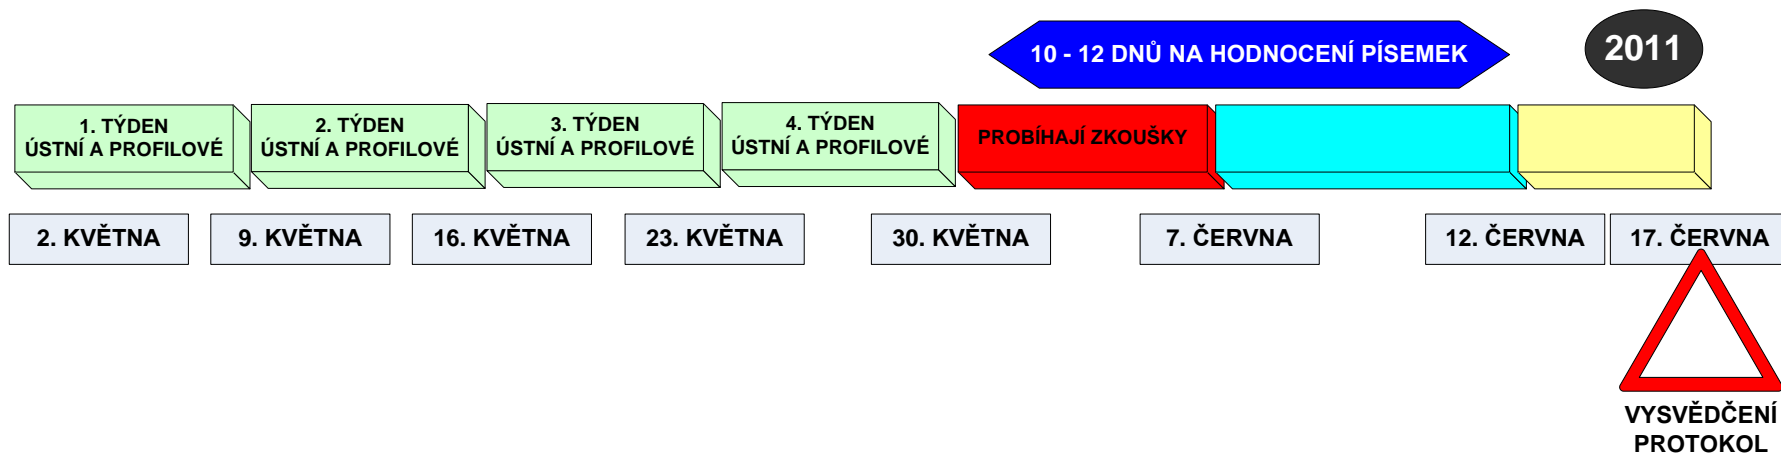 10 - 12 DNŮ NA HODNOCENÍ PÍSEMEK
2011
1. TÝDEN
ÚSTNÍ A PROFILOVÉ
2. TÝDEN
ÚSTNÍ A PROFILOVÉ
3. TÝDEN
ÚSTNÍ A PROFILOVÉ
4. TÝDEN
ÚSTNÍ A PROFILOVÉ
PROBÍHAJÍ ZKOUŠKY
2. KVĚTNA
9. KVĚTNA
16. KVĚTNA
23. KVĚTNA
30. KVĚTNA
7. ČERVNA
12. ČERVNA
17. ČERVNA
VYSVĚDČENÍ
PROTOKOL